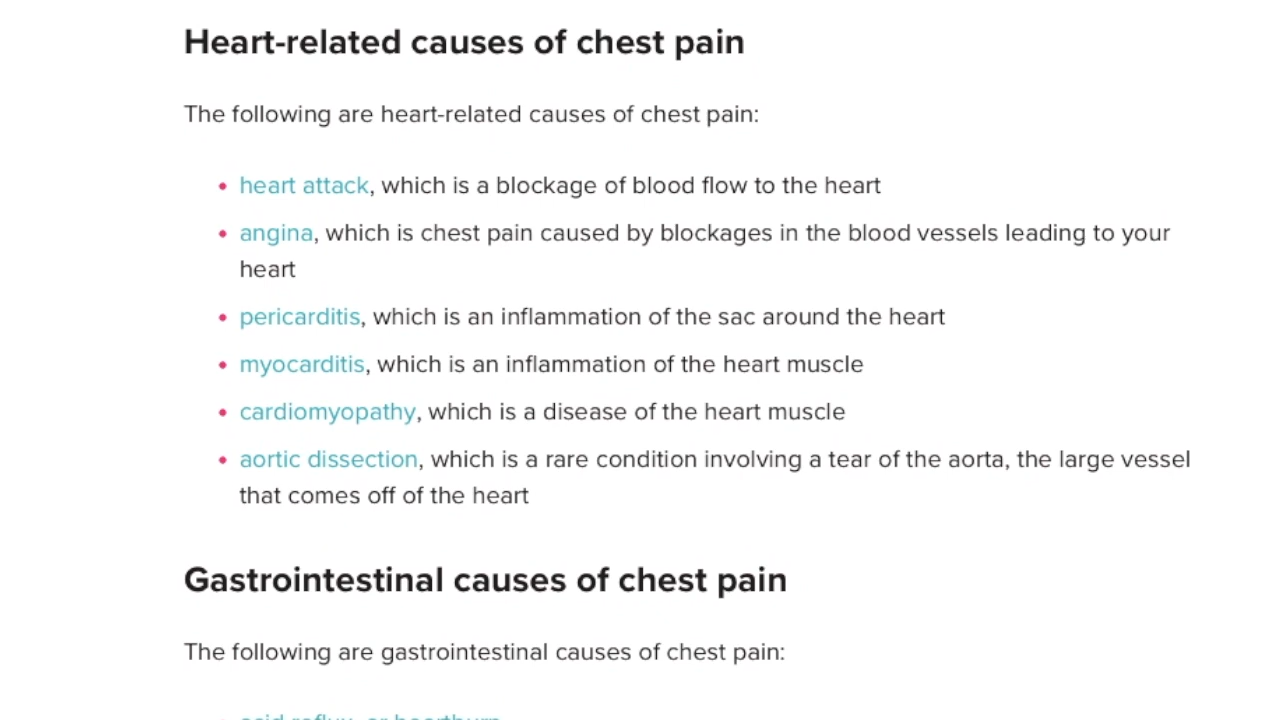 Heart-related causes of chest pain
The following are heart-related causes of chest pain:
• heart attack, which is a blockage of blood flow to the heart
• angina, which is chest pain caused by blockages in the blood vessels leading to your
heart
• pericarditis, which is an inflammation of the sac around the heart
• myocarditis, which is an inflammation of the heart muscle
• cardiomyopathy, which is a disease of the heart muscle
• aortic dissection, which is a rare condition involving a tear of the aorta, the large vessel
that comes off of the heart
Gastrointestinal causes of chest pain
The following are gastrointestinal causes of chest pain:
• acid reflux, or heartburn